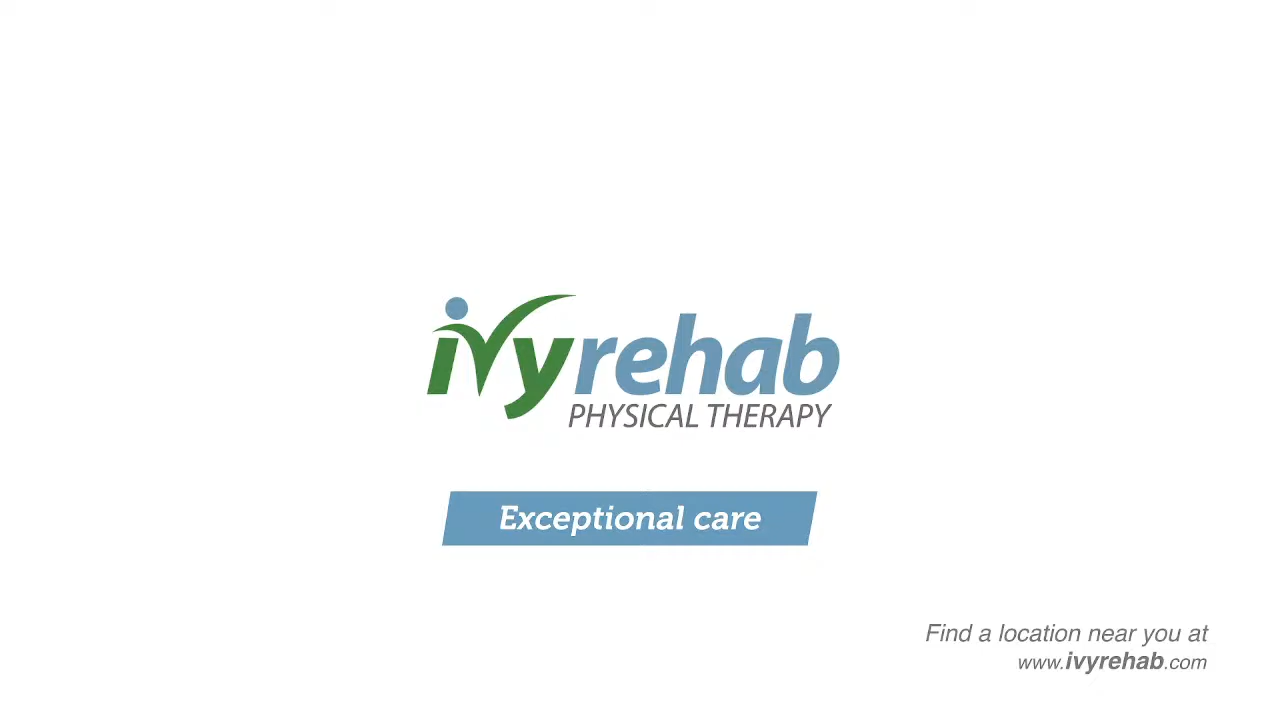 ivyrehab
PHYSICAL THERAPY
Exceptional care
Find a location near you at
www.ivyrehab.com